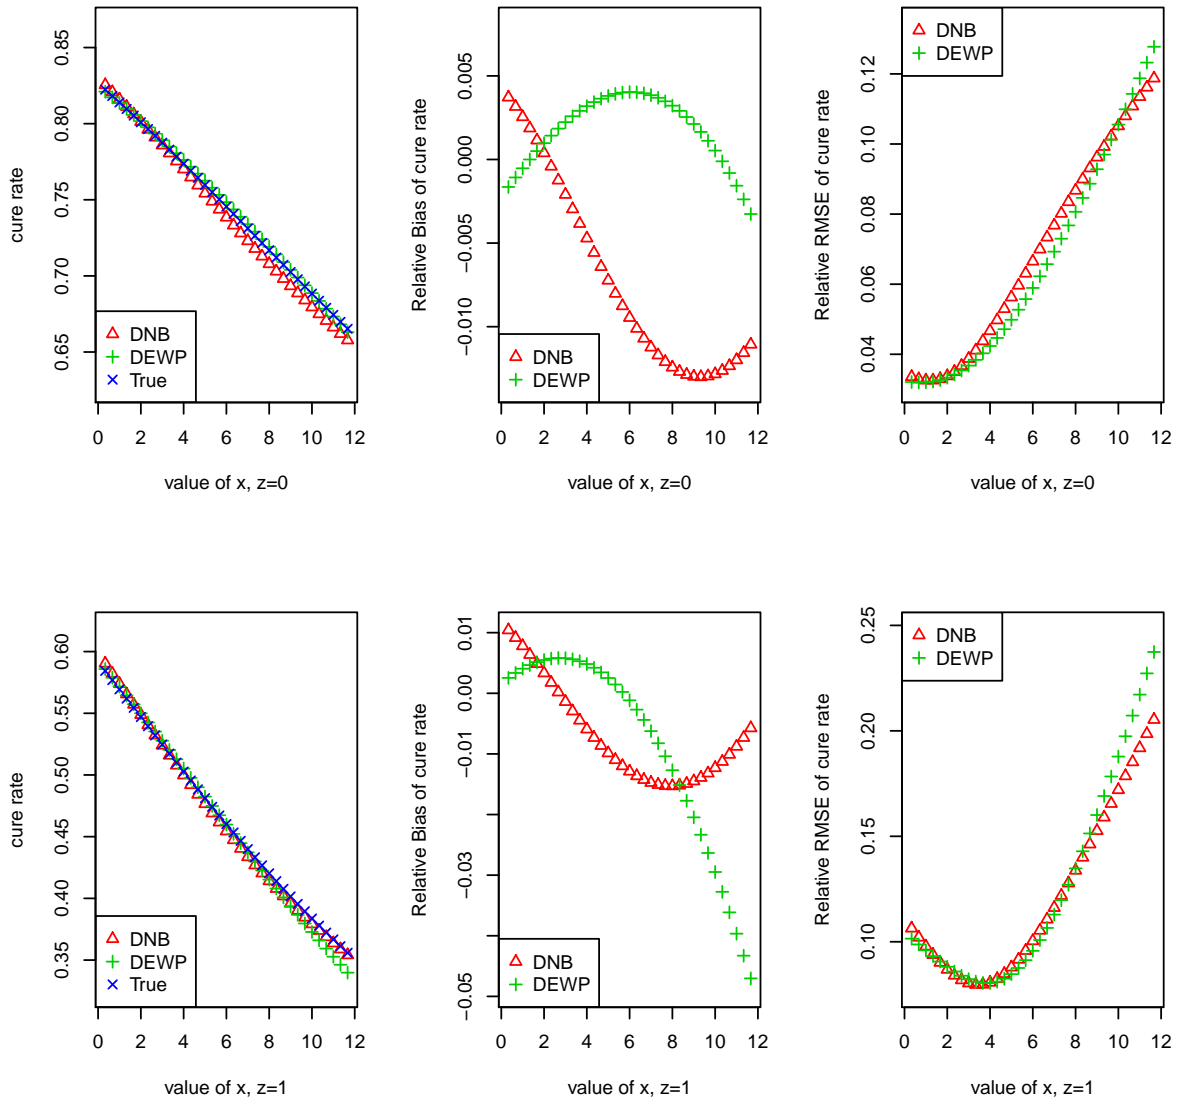 cure rate
0.85
0.80
0.75
0.70
0.65
DNB
DEWP
True
0 2 4 6 8 10 12
value of x, z=0
Relative Bias of cure rate
0.005
0.000
−0.005
−0.010
DNB
DEWP
0 2 4 6 8 10 12
value of x, z=0
Relative RMSE of cure rate
0.12
0.10
0.08
0.06
0.04
DNB
DEWP
0 2 4 6 8 10 12
value of x, z=0
cure rate
0.60
0.55
0.50
0.45
0.40
0.35
DNB
DEWP
True
0 2 4 6 8 10 12
value of x, z=1
Relative Bias of cure rate
0.01
0.00
−0.01
−0.03
−0.05
DNB
DEWP
0 2 4 6 8 10 12
value of x, z=1
Relative RMSE of cure rate
0.25
0.20
0.15
0.10
DNB
DEWP
0 2 4 6 8 10 12
value of x, z=1